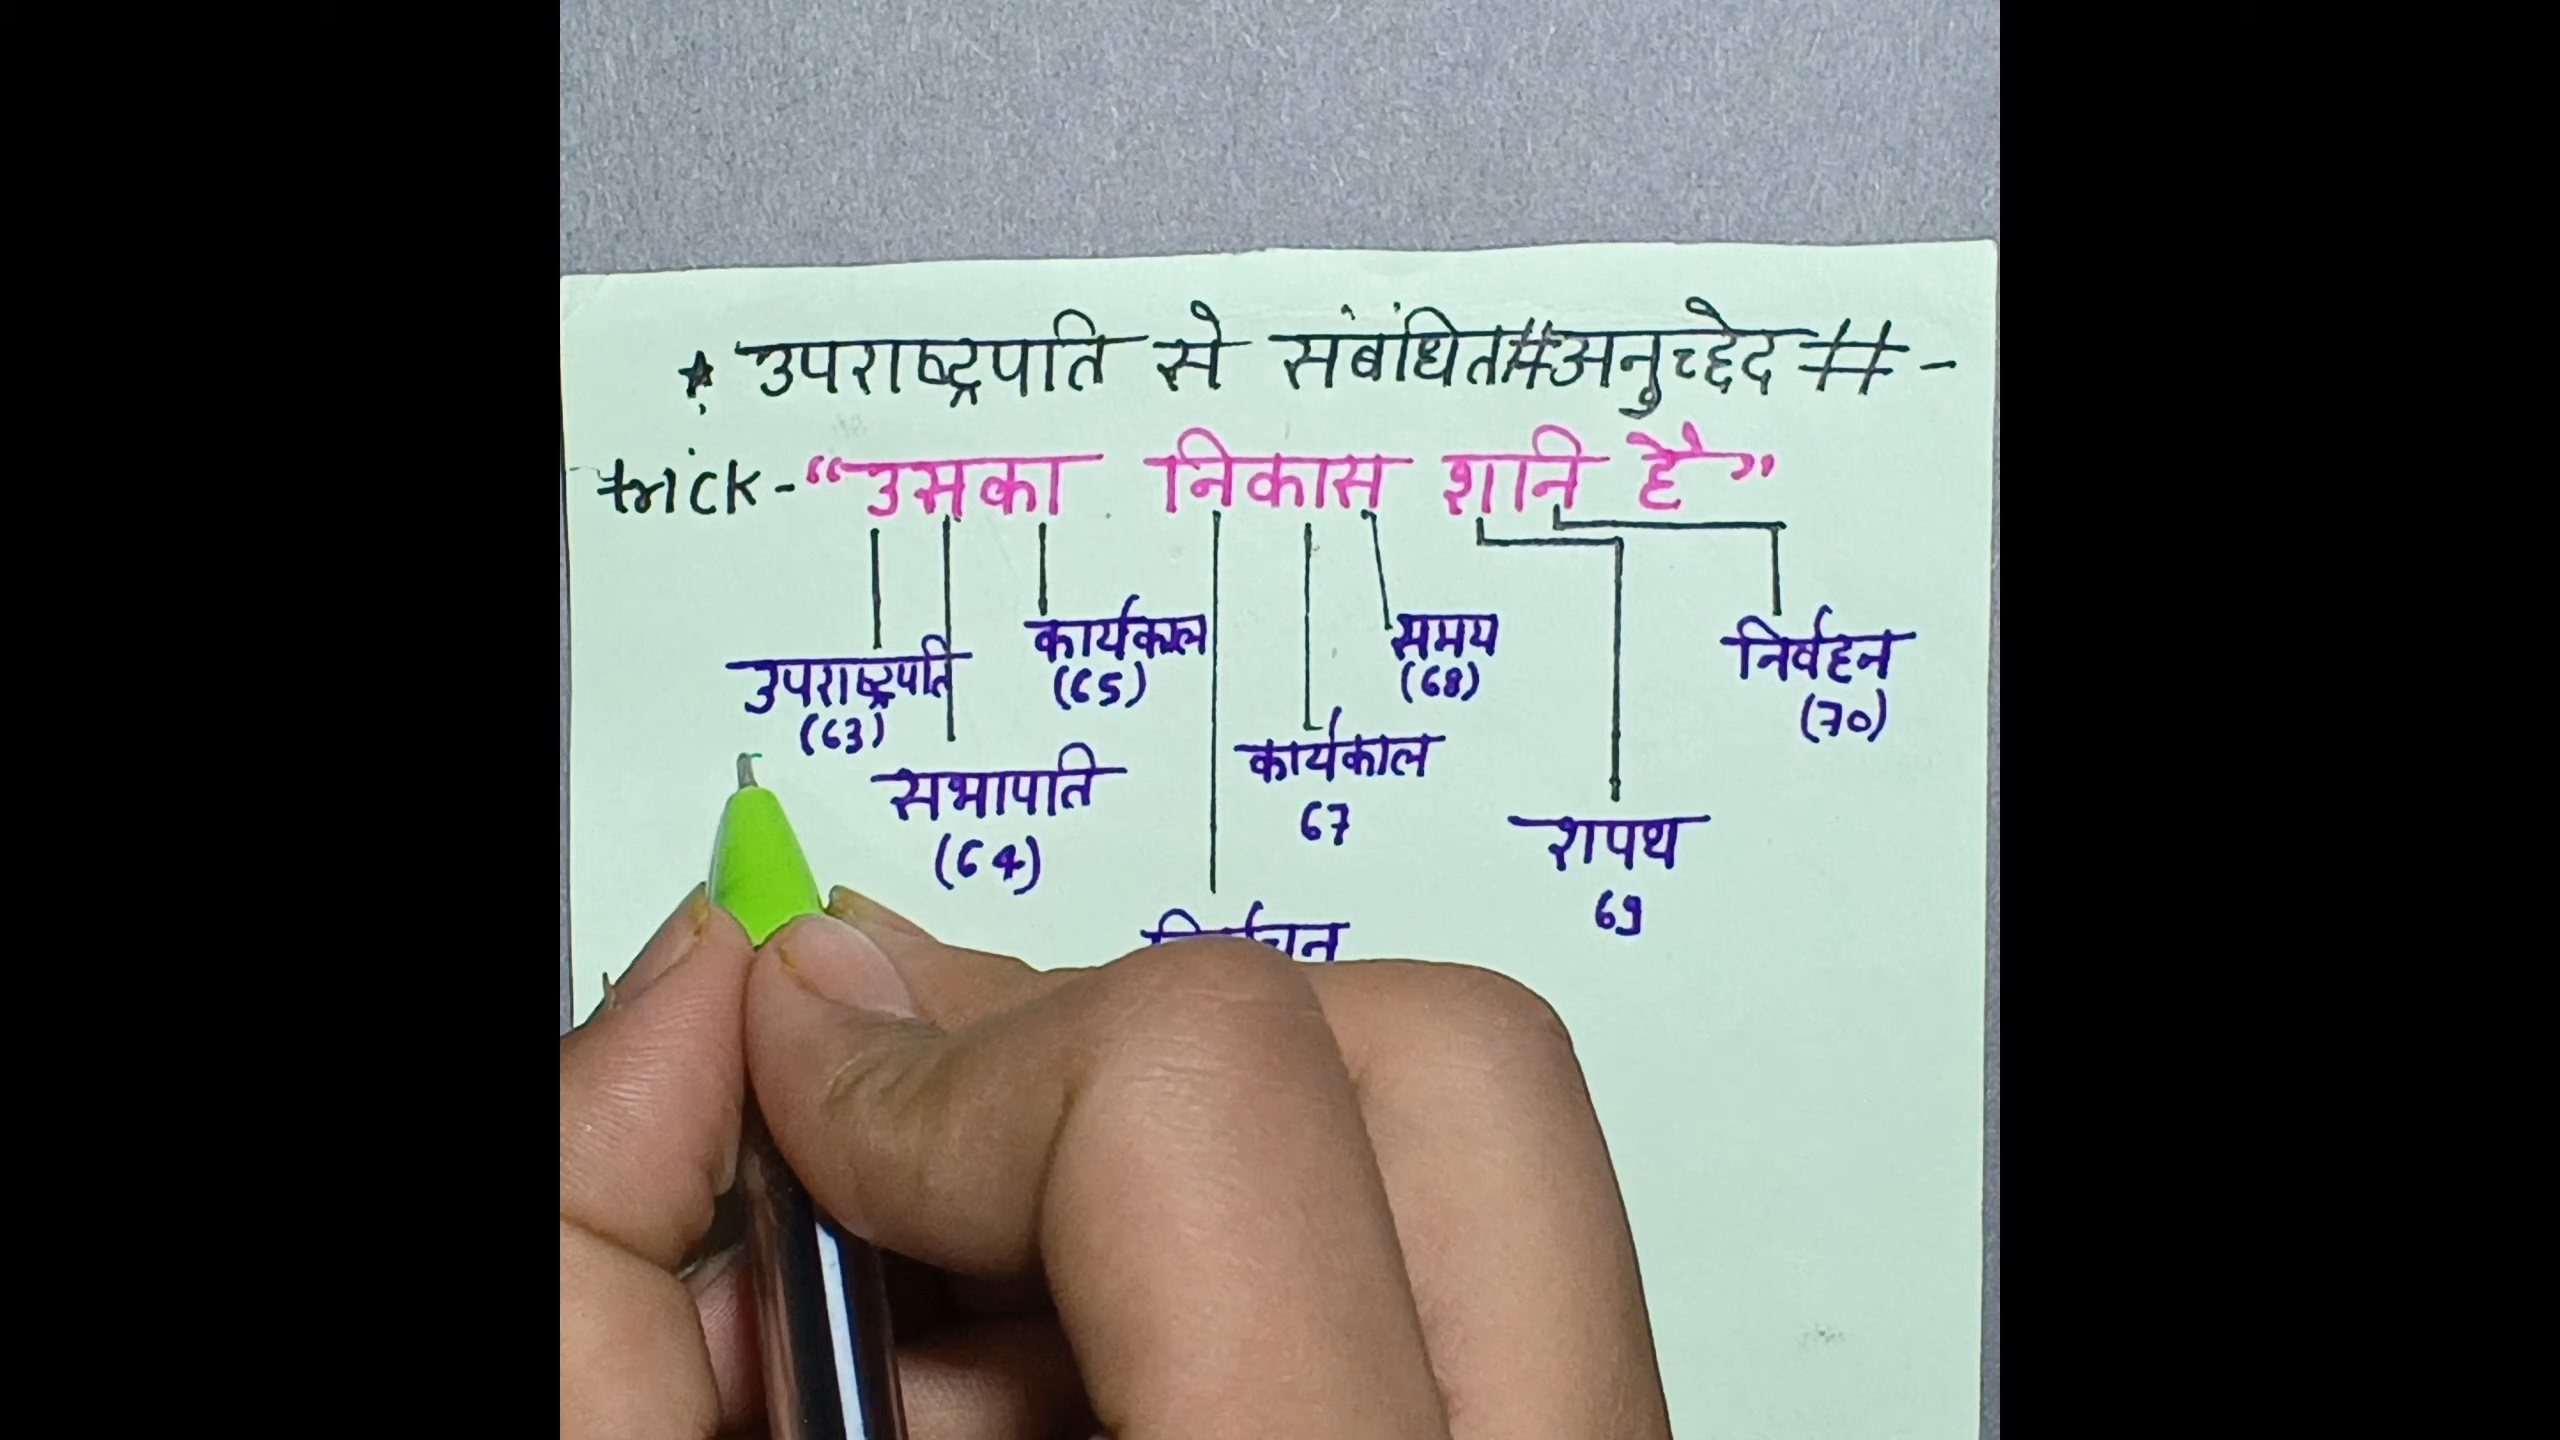 ★ उपराष्ट्रपति से संबंधित#अनुच्छेद## -
trick-“उसका निकास शनि है”
उपराष्ट्रपति
(63)
सभापति
(64)
कार्यकाल
(65)
कार्यकाल
67
समय
(68)
शपथ
69
निर्वहन
(70)